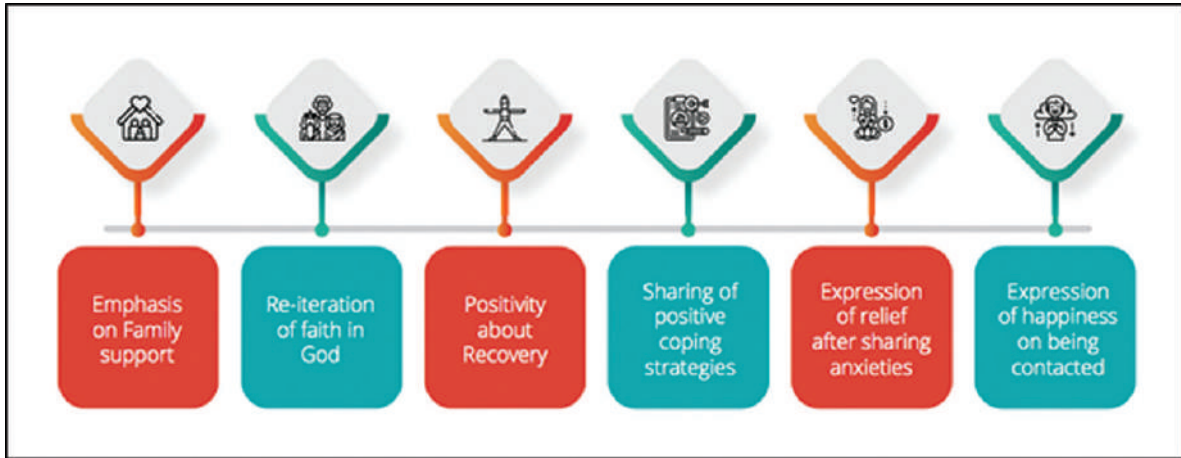 Emphasis
on Family
support
Re-iteration
of faith in
God
Positivity
about
Recovery
Sharing of
positive
coping
strategies
Expression
of relief
after sharing
anxieties
Expression
of happiness
on being
contacted